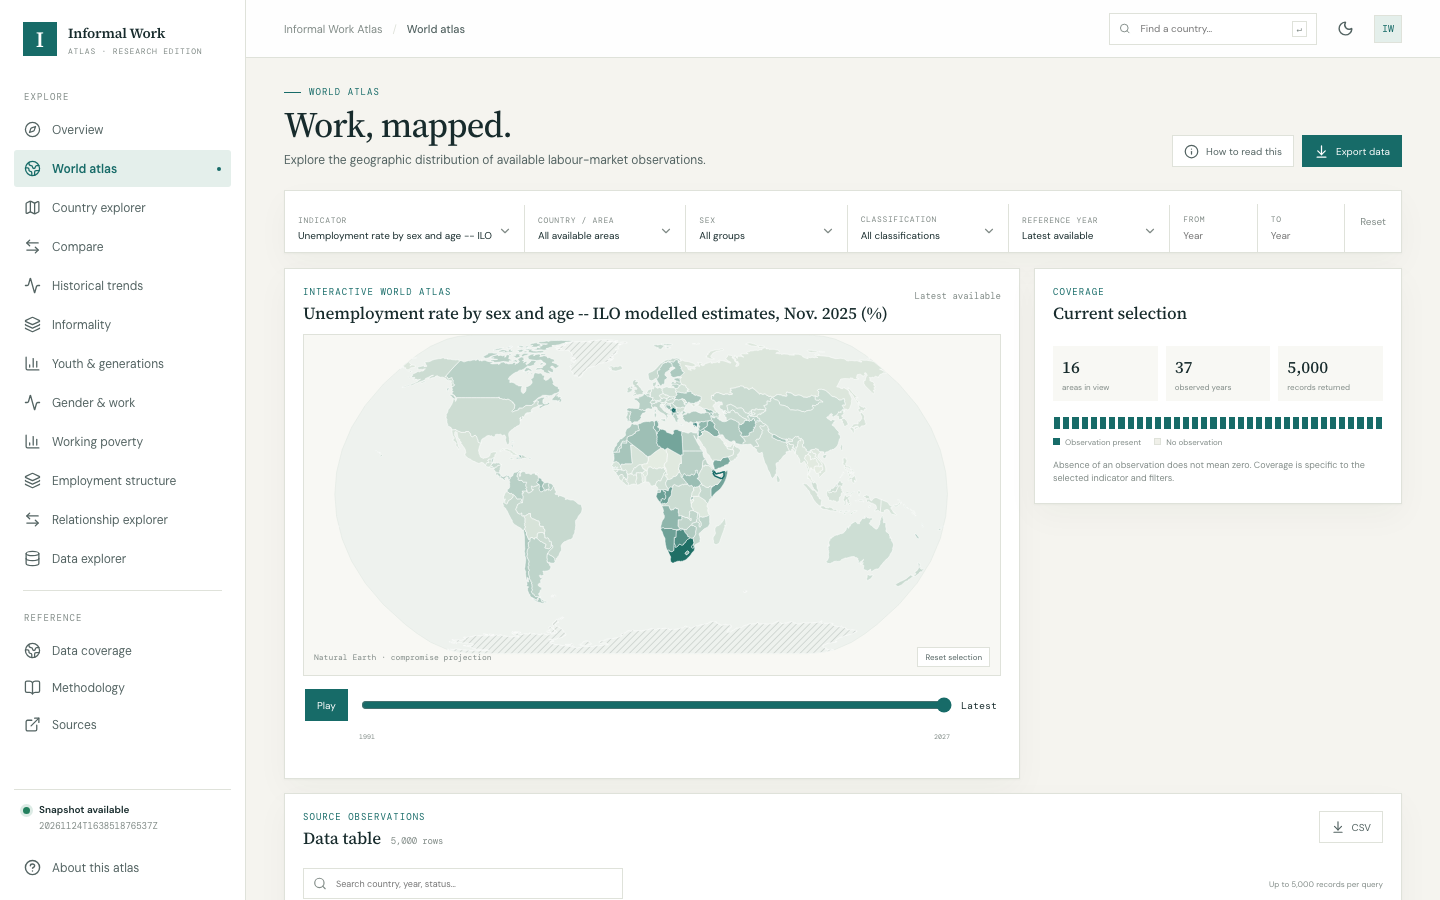 I
Informal Work
ATLAS · RESEARCH EDITION
EXPLORE
Overview
World atlas
Country explorer
Compare
Historical trends
Informality
Youth & generations
Gender & work
Working poverty
Employment structure
Relationship explorer
Data explorer
REFERENCE
Data coverage
Methodology
Sources
Snapshot available
20261124T163851876537Z
About this atlas
Informal Work Atlas / World atlas
Find a country...
↵
IW
WORLD ATLAS
Work, mapped.
Explore the geographic distribution of available labour-market observations.
How to read this
Export data
INDICATOR
Unemployment rate by sex and age -- ILO
COUNTRY / AREA
All available areas
SEX
All groups
CLASSIFICATION
All classifications
REFERENCE YEAR
Latest available
FROM
Year
TO
Year
Reset
INTERACTIVE WORLD ATLAS
Latest available
Unemployment rate by sex and age -- ILO modelled estimates, Nov. 2025 (%)
Natural Earth · compromise projection
Reset selection
Play
Latest
1991
2027
COVERAGE
Current selection
16
areas in view
37
observed years
5,000
records returned
Observation present
No observation
Absence of an observation does not mean zero. Coverage is specific to the
selected indicator and filters.
SOURCE OBSERVATIONS
Data table 5,000 rows
CSV
Search country, year, status...
Up to 5,000 records per query